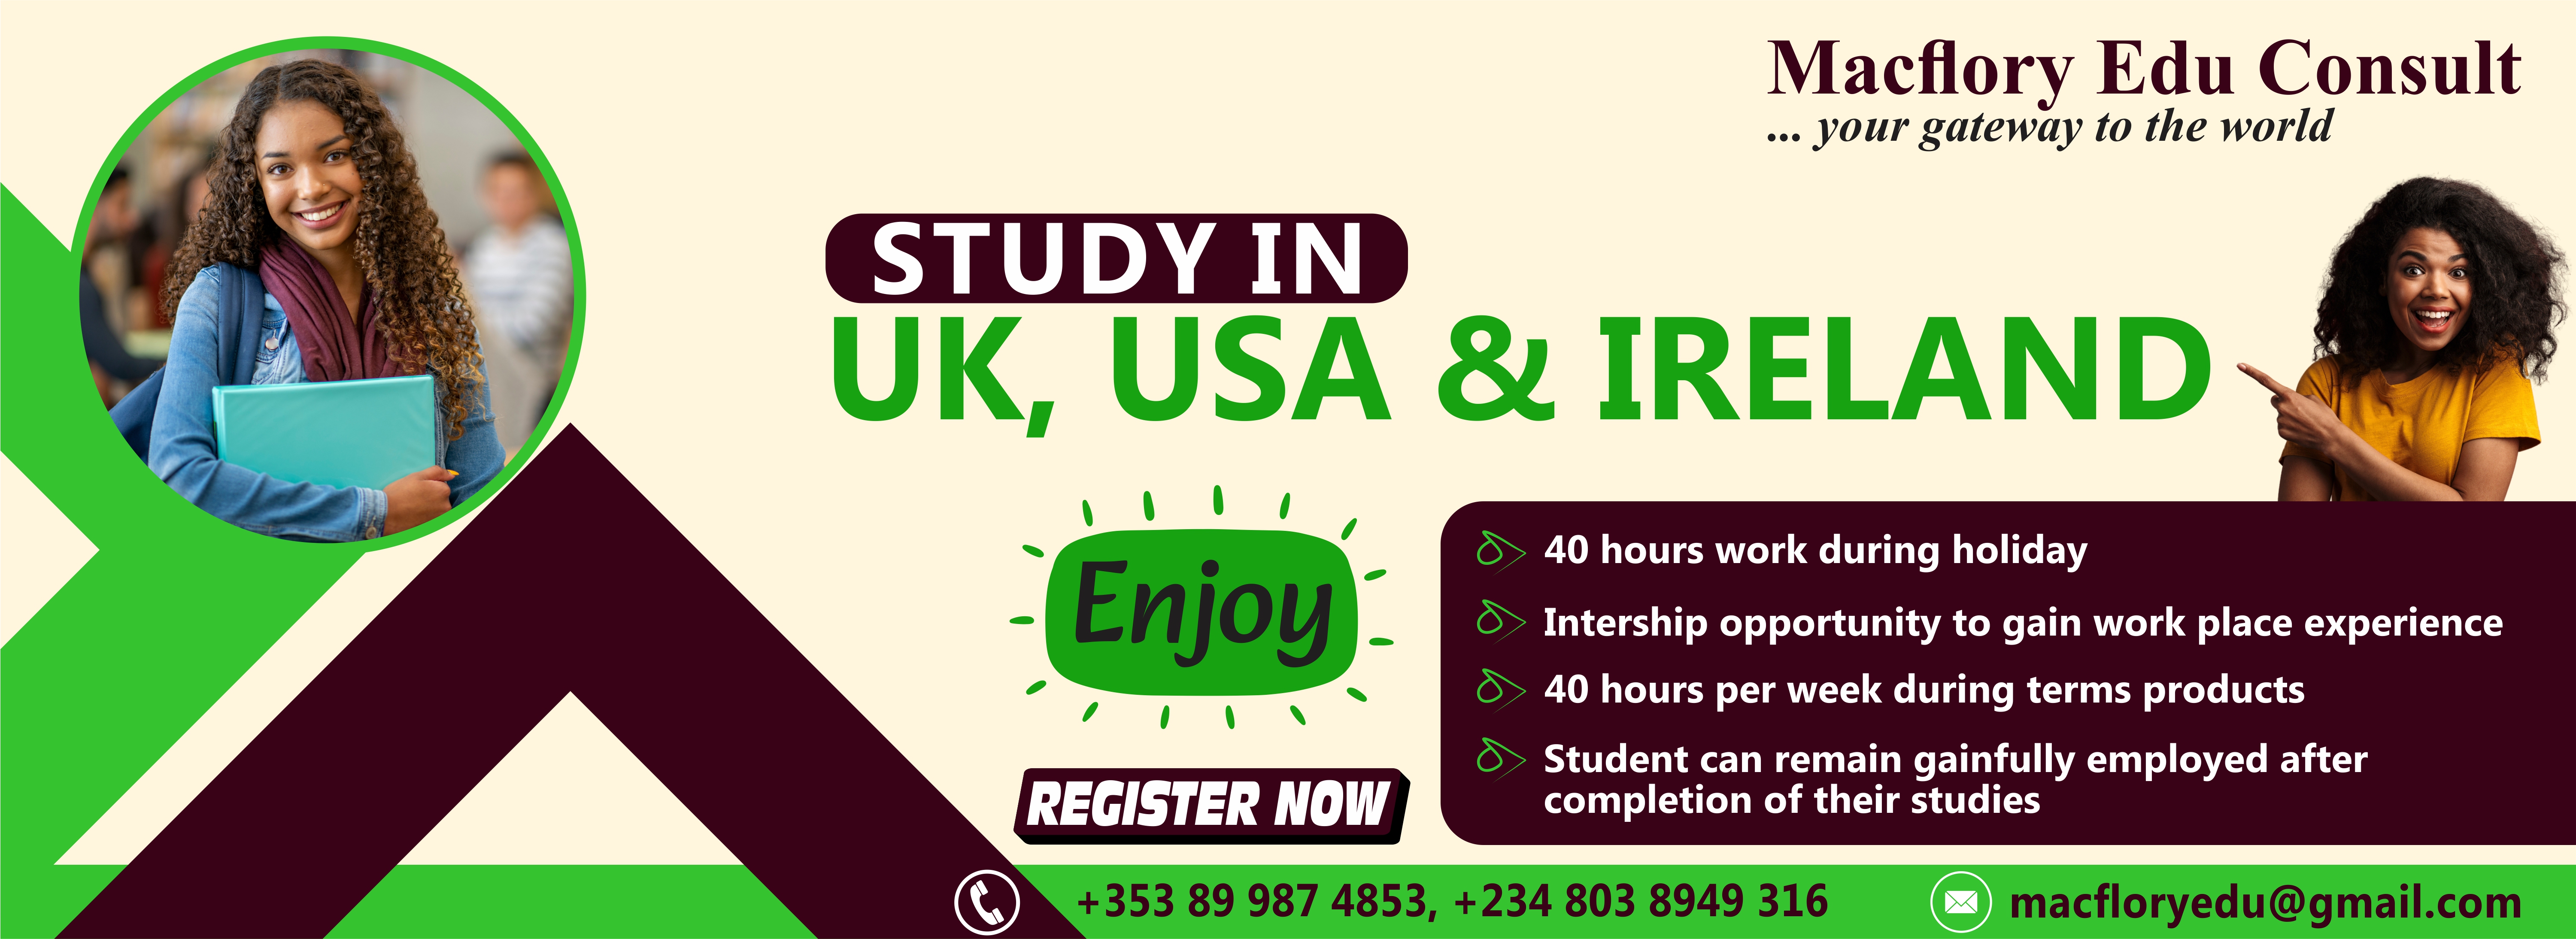 Macflory Edu Consult
... your gateway to the world
STUDY IN
UK, USA & IRELAND
Enjoy
40 hours work during holiday
Intership opportunity to gain work place experience
40 hours per week during terms products
Student can remain gainfully employed after
completion of their studies
REGISTER NOW
+353 89 987 4853, +234 803 8949 316
macfloryedu@gmail.com